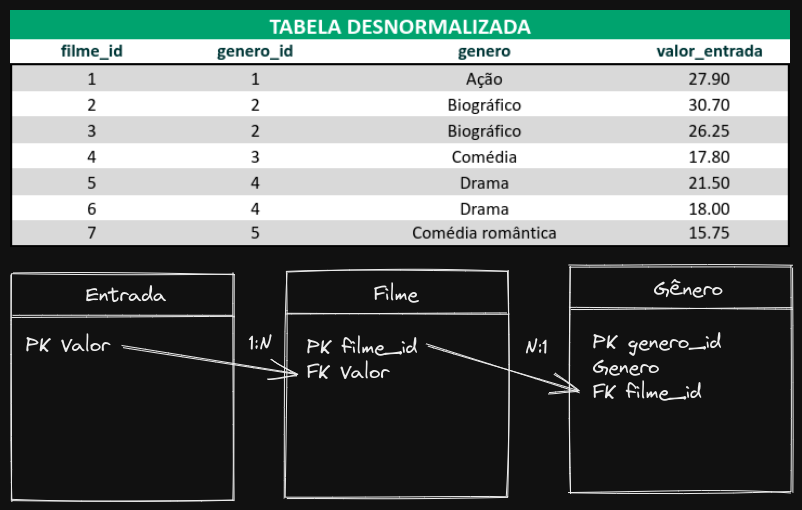 TABELA DESNORMALIZADA
filme_id genero_id genero valor_entrada
1 1 Ação 27.90
2 2 Biográfico 30.70
3 2 Biográfico 26.25
4 3 Comédia 17.80
5 4 Drama 21.50
6 4 Drama 18.00
7 5 Comédia romântica 15.75
Entrada
PK Valor
1:N
Filme
PK filme_id
FK Valor
N:1
Gênero
PK genero_id
Genero
FK filme_id